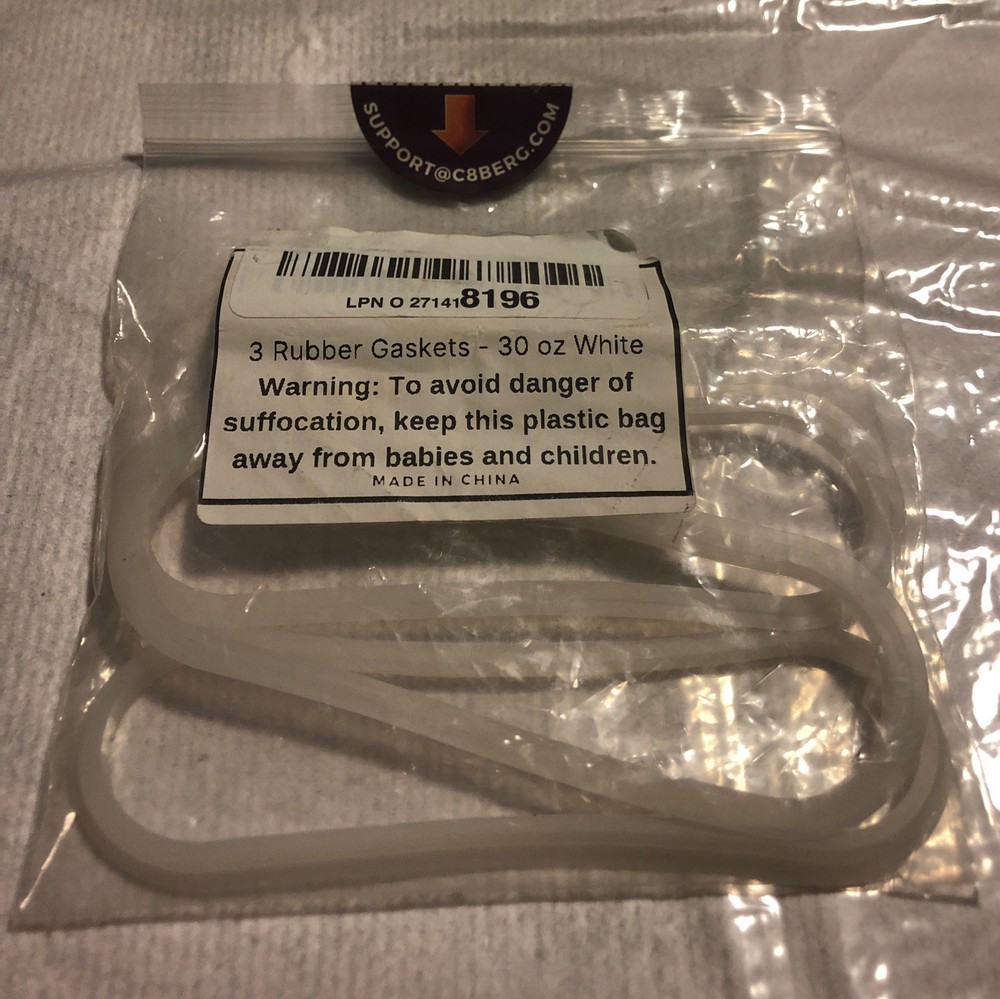 SUPPORT@C8BERG.COM
LPN O 271418196
3 Rubber Gaskets - 30 oz White
Warning: To avoid danger of
suffocation, keep this plastic bag
away from babies and children.
MADE IN CHINA